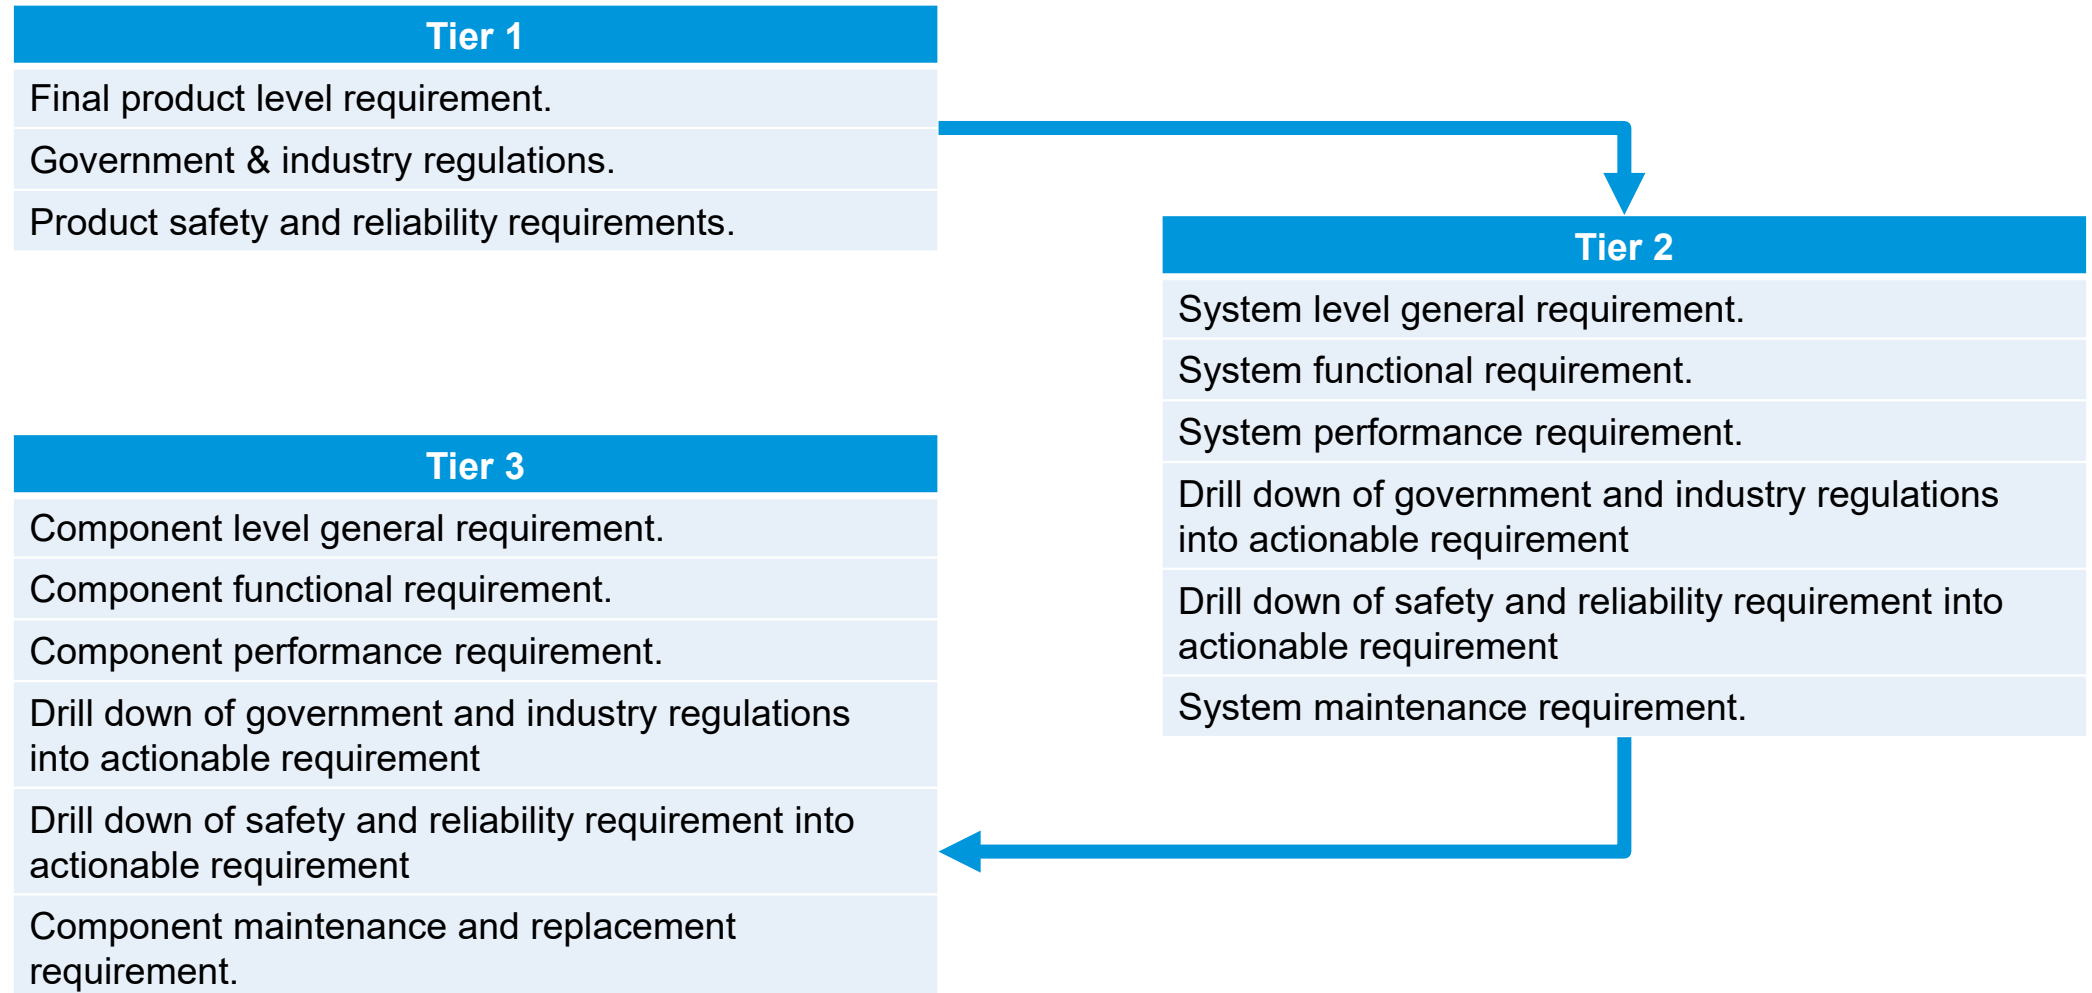 Tier 1
Final product level requirement.
Government & industry regulations.
Product safety and reliability requirements.
Tier 2
System level general requirement.
System functional requirement.
System performance requirement.
Drill down of government and industry regulations
into actionable requirement
Drill down of safety and reliability requirement into
actionable requirement
System maintenance requirement.
Tier 3
Component level general requirement.
Component functional requirement.
Component performance requirement.
Drill down of government and industry regulations
into actionable requirement
Drill down of safety and reliability requirement into
actionable requirement
Component maintenance and replacement
requirement.